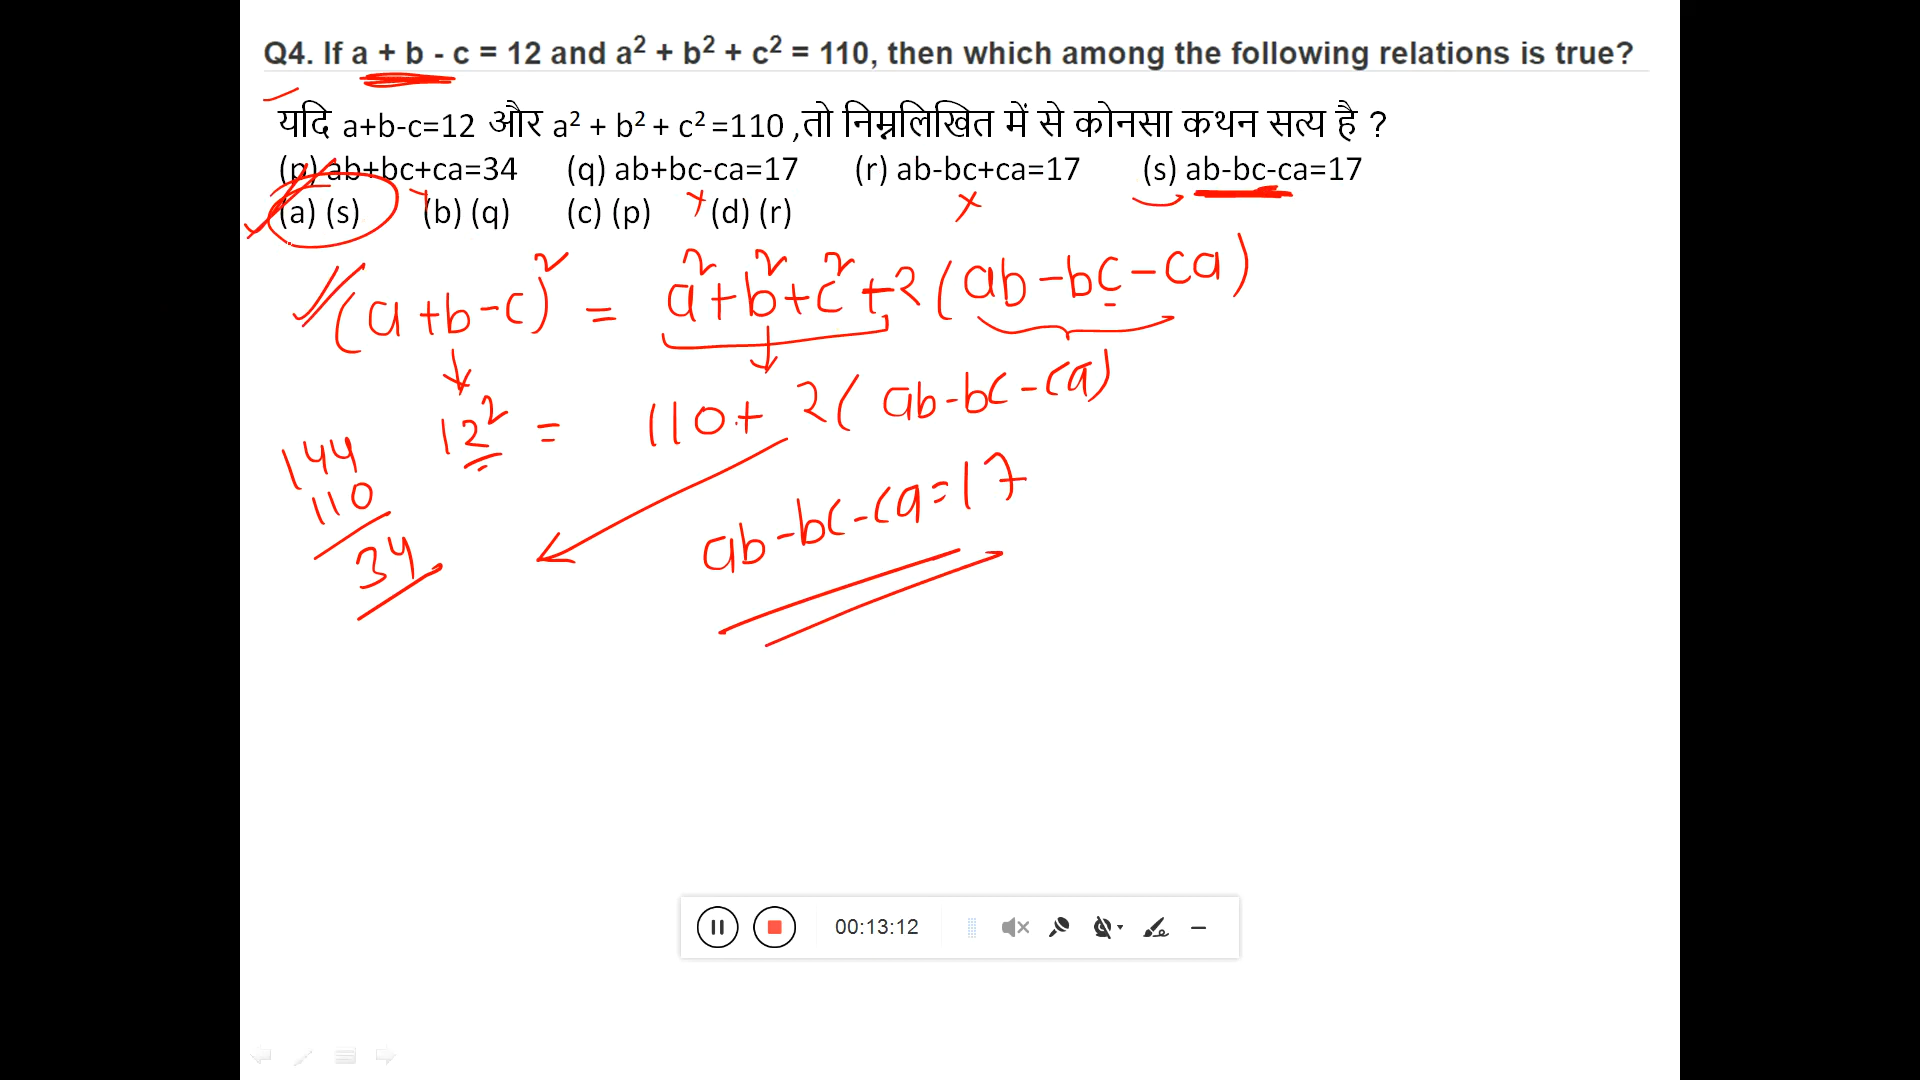 Q4. If a + b - c = 12 and a² + b² + c² = 110, then which among the following relations is true?
यदि a+b-c=12 और a² + b² + c² =110 ,तो निम्नलिखित में से कोनसा कथन सत्य है ?
(p) ab+bc+ca=34 (q) ab+bc-ca=17 (r) ab-bc+ca=17 (s) ab-bc-ca=17
(a) (s) (b) (q) (c) (p) (d) (r)
(a+b-c)² = a²+b²+c²+2(ab-bc-ca)
12² = 110+ 2(ab-bc-ca)
144
110
34
ab-bc-ca=17
00:13:12